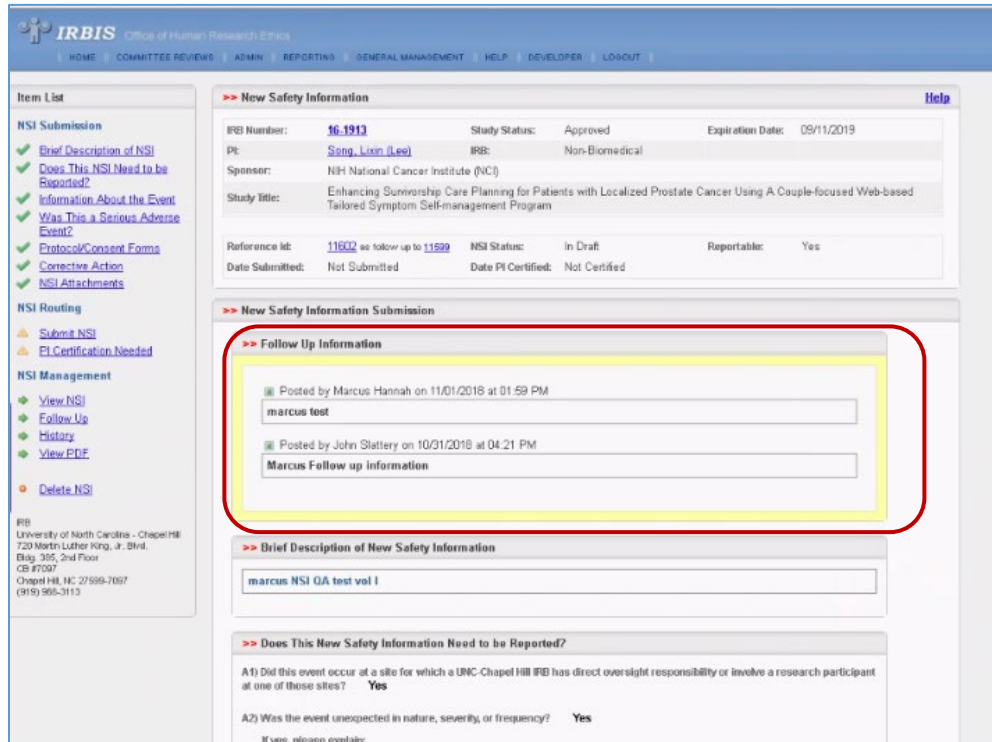 IRBIS Office of Human Research Ethics
HOME | COMMITTEE REVIEWS | ADMIN | REPORTING | GENERAL MANAGEMENT | HELP | DEVELOPER | LOGOUT |
Item List
NSI Submission
Brief Description of NSI
Does This NSI Need to be
Reported?
Information About the Event
Was This a Serious Adverse
Event?
Protocol/Consent Forms
Corrective Action
NSI Attachments
NSI Routing
Submit NSI
PI Certification Needed
NSI Management
View NSI
Follow Up
History
View PDF
Delete NSI
IRB
University of North Carolina - Chapel Hill
720 Martin Luther King, Jr. Blvd.
Bldg. 385, 2nd Floor
CB #7097
Chapel Hill, NC 27599-7097
(919) 966-3113
>> New Safety Information Help
IRB Number: 16-1913 Study Status: Approved Expiration Date: 09/11/2019
PI: Song, Lixin (Lee) IRB: Non-Biomedical
Sponsor: NIH National Cancer Institute (NCI)
Study Title: Enhancing Survivorship Care Planning for Patients with Localized Prostate Cancer Using A Couple-focused Web-based
Tailored Symptom Self-management Program
Reference Id: 11602 as follow up to 11599 NSI Status: In Draft Reportable: Yes
Date Submitted: Not Submitted Date PI Certified: Not Certified
>> New Safety Information Submission
>> Follow Up Information
Posted by Marcus Hannah on 11/01/2018 at 01:59 PM
marcus test
Posted by John Slattery on 10/31/2018 at 04:21 PM
Marcus Follow up information
>> Brief Description of New Safety Information
marcus NSI QA test vol I
>> Does This New Safety Information Need to be Reported?
A1) Did this event occur at a site for which a UNC-Chapel Hill IRB has direct oversight responsibility or involve a research participant
at one of those sites? Yes
A2) Was the event unexpected in nature, severity, or frequency? Yes
If yes, please explain: